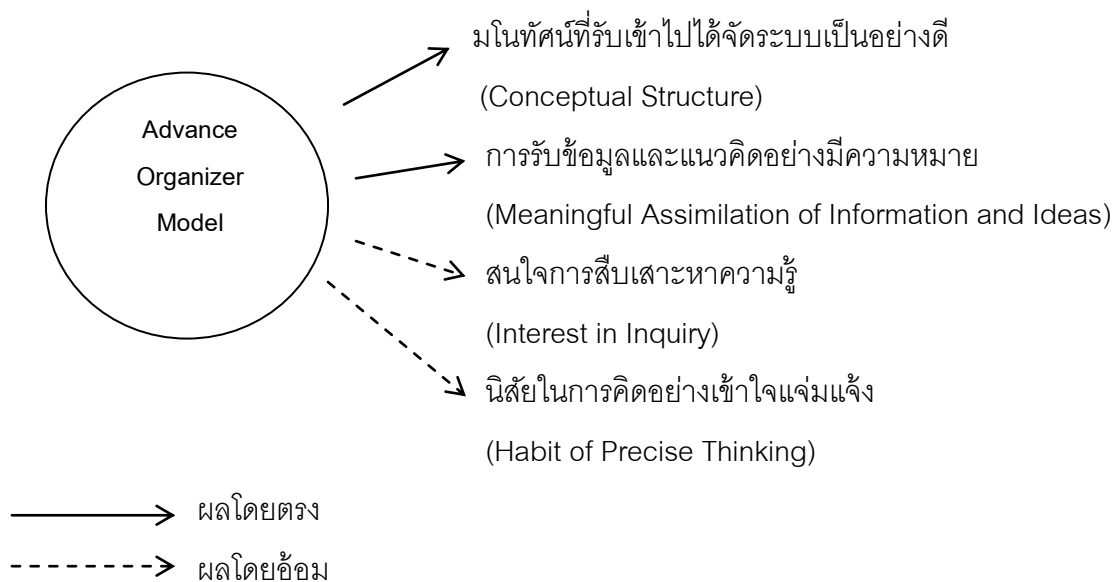 Advance
Organizer
Model
มโนทัศน์ที่รับเข้าไปได้จัดระบบเป็นอย่างดี
(Conceptual Structure)
การรับข้อมูลและแนวคิดอย่างมีความหมาย
(Meaningful Assimilation of Information and Ideas)
สนใจการสืบเสาะหาความรู้
(Interest in Inquiry)
นิสัยในการคิดอย่างเข้าใจแจ่มแจ้ง
(Habit of Precise Thinking)
ผลโดยตรง
ผลโดยอ้อม